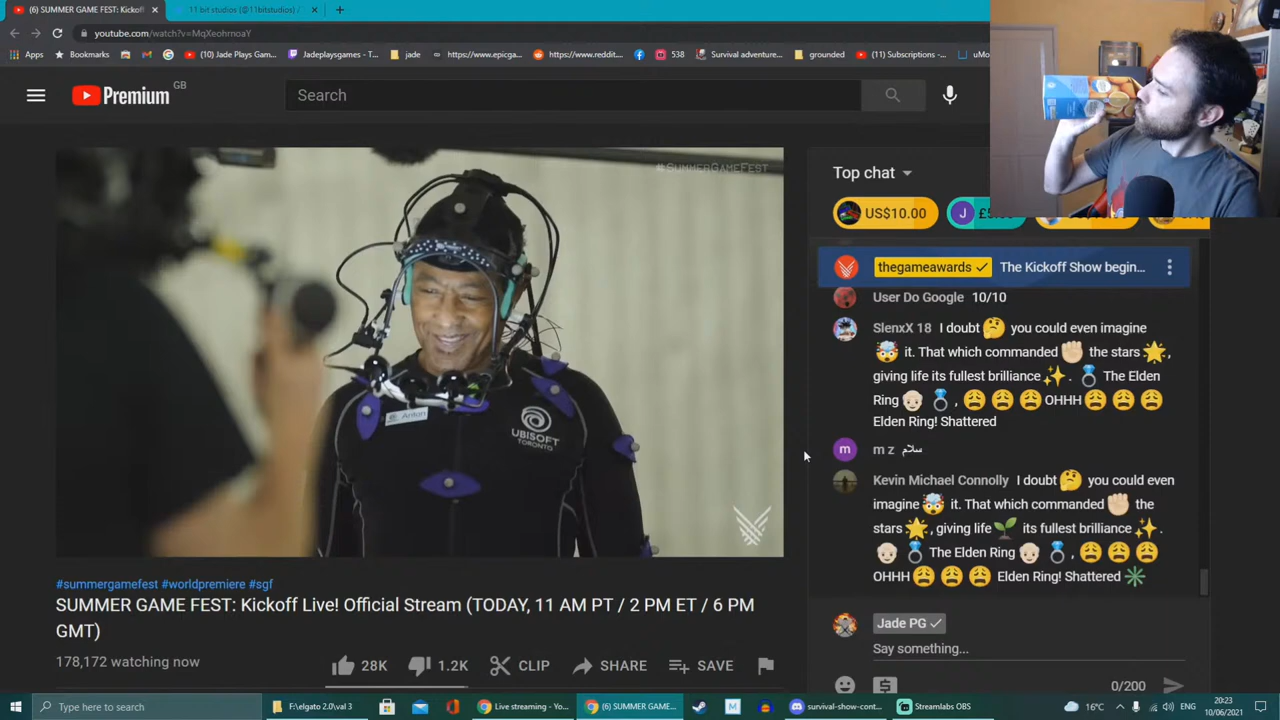 (6) SUMMER GAME FEST: Kickoff
11 bit studios (@11bitstudios) /
youtube.com/watch?v=MqXeohrnoaY
Apps
Bookmarks
(10) Jade Plays Gam...
Jadeplaysgames - T...
jade
https://www.epicga...
https://www.reddit....
538
Survival adventure...
grounded
(11) Subscriptions -...
uMo
Premium
GB
Search
Top chat
US$10.00
J
#SUMMERGAMEFEST
thegameawards
The Kickoff Show begin...
User Do Google 10/10
SlenxX 18 I doubt 🤔 you could even imagine
🤯 it. That which commanded ✊🏻 the stars 🌟,
giving life its fullest brilliance ✨. 💍 The Elden
Ring 👴🏻 💍, 😩 😩 😩 OHHH 😩 😩 😩
Elden Ring! Shattered
m
m z سلام
Kevin Michael Connolly I doubt 🤔 you could even
imagine 🤯 it. That which commanded ✊🏻 the
stars 🌟, giving life 🌱 its fullest brilliance ✨.
👴🏻 💍 The Elden Ring 👴🏻 💍, 😩 😩 😩
OHHH 😩 😩 😩 Elden Ring! Shattered ✳️
Anton
UBISOFT
TORONTO
#summergamefest #worldpremiere #sgf
SUMMER GAME FEST: Kickoff Live! Official Stream (TODAY, 11 AM PT / 2 PM ET / 6 PM
GMT)
178,172 watching now
28K
1.2K
CLIP
SHARE
SAVE
Jade PG
Say something...
0/200
Type here to search
F:\elgato 2.0\val 3
Live streaming - Yo...
(6) SUMMER GAME...
M
survival-show-cont...
Streamlabs OBS
16°C
ENG
20:23
10/06/2021